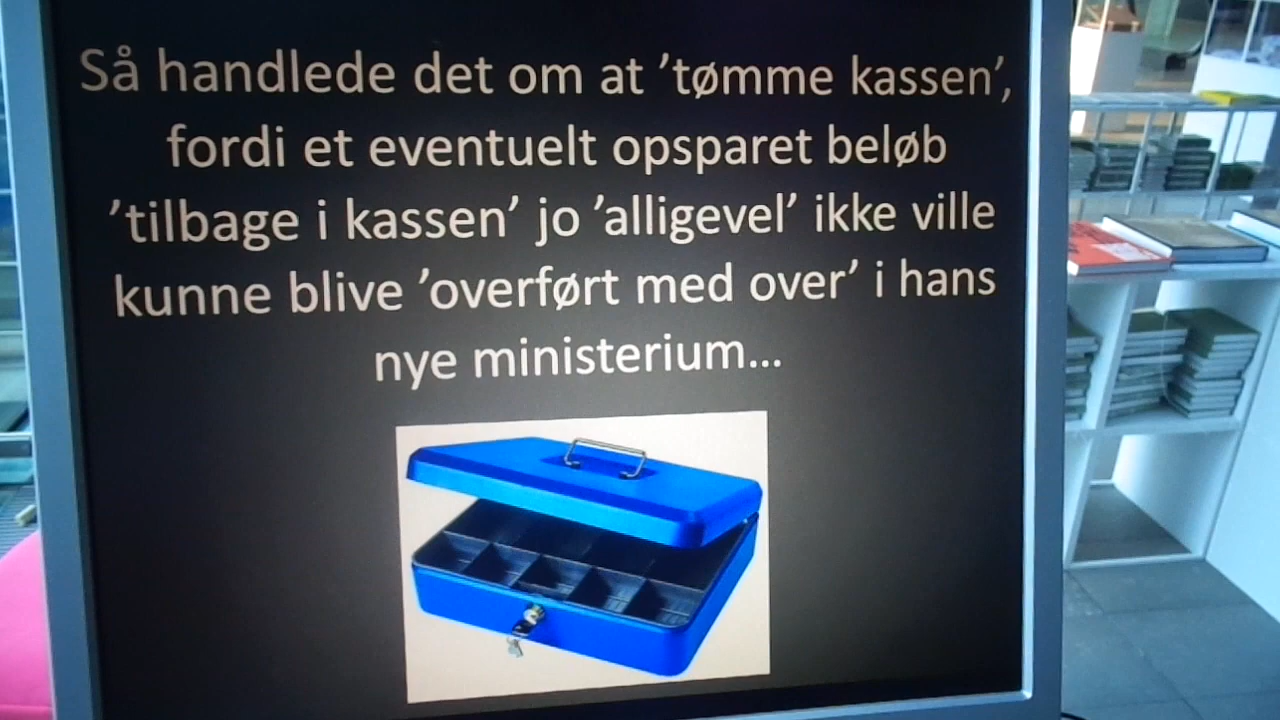 Så handlede det om at ’tømme kassen’,
fordi et eventuelt opsparet beløb
’tilbage i kassen’ jo ’alligevel’ ikke ville
kunne blive ’overført med over’ i hans
nye ministerium...